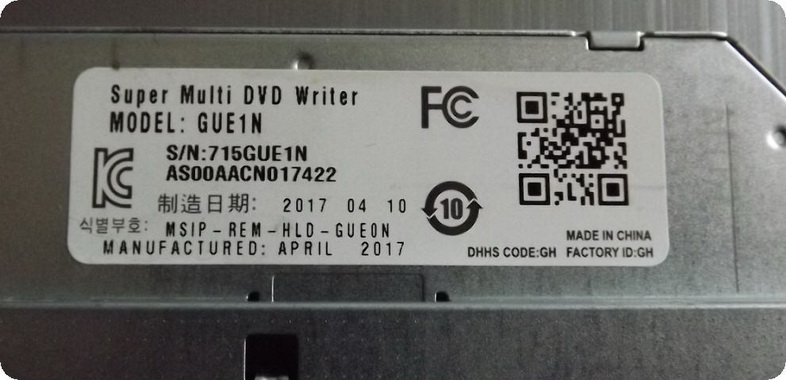 Super Multi DVD Writer
MODEL: GUE1N
FC
S/N:715GUE1N
AS00AACN017422
制造日期: 2017 04 10
10
식별부호: MSIP-REM-HLD-GUE0N
MANUFACTURED: APRIL 2017
MADE IN CHINA
DHHS CODE:GH FACTORY ID:GH